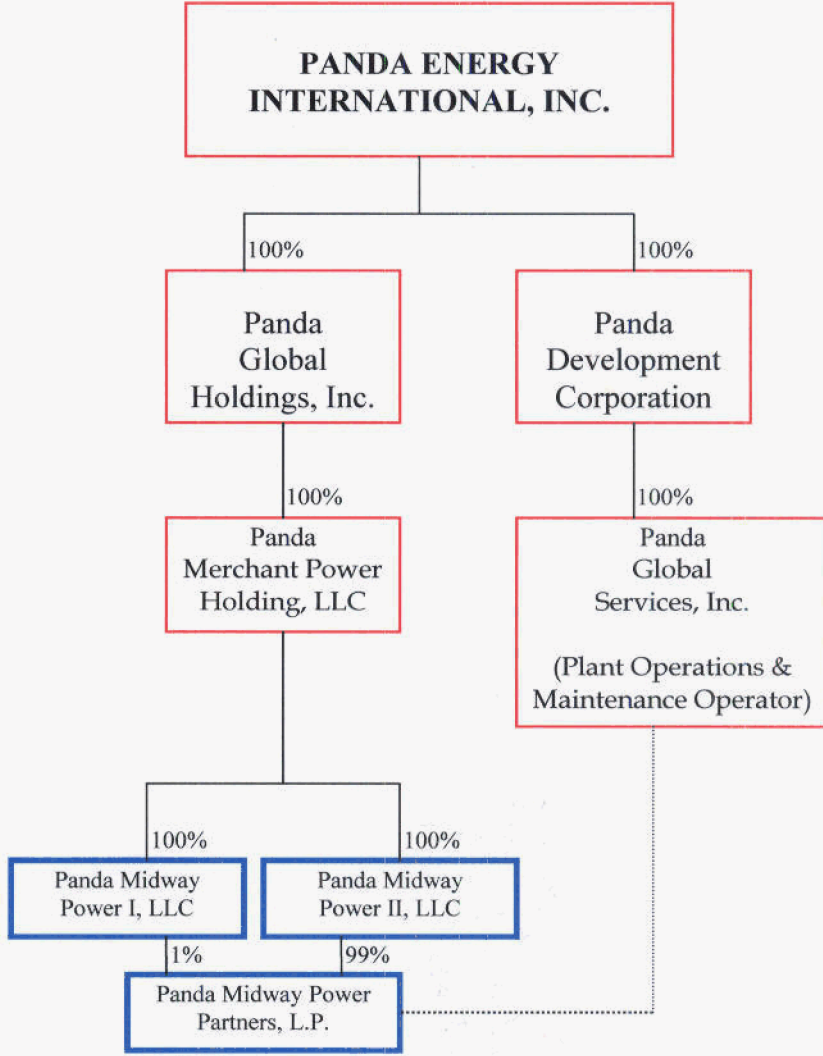 PANDA ENERGY
INTERNATIONAL, INC.
100%
100%
Panda
Global
Holdings, Inc.
Panda
Development
Corporation
100%
100%
Panda
Merchant Power
Holding, LLC
Panda
Global
Services, Inc.
(Plant Operations &
Maintenance Operator)
100%
100%
Panda Midway
Power I, LLC
Panda Midway
Power II, LLC
1%
99%
Panda Midway Power
Partners, L.P.